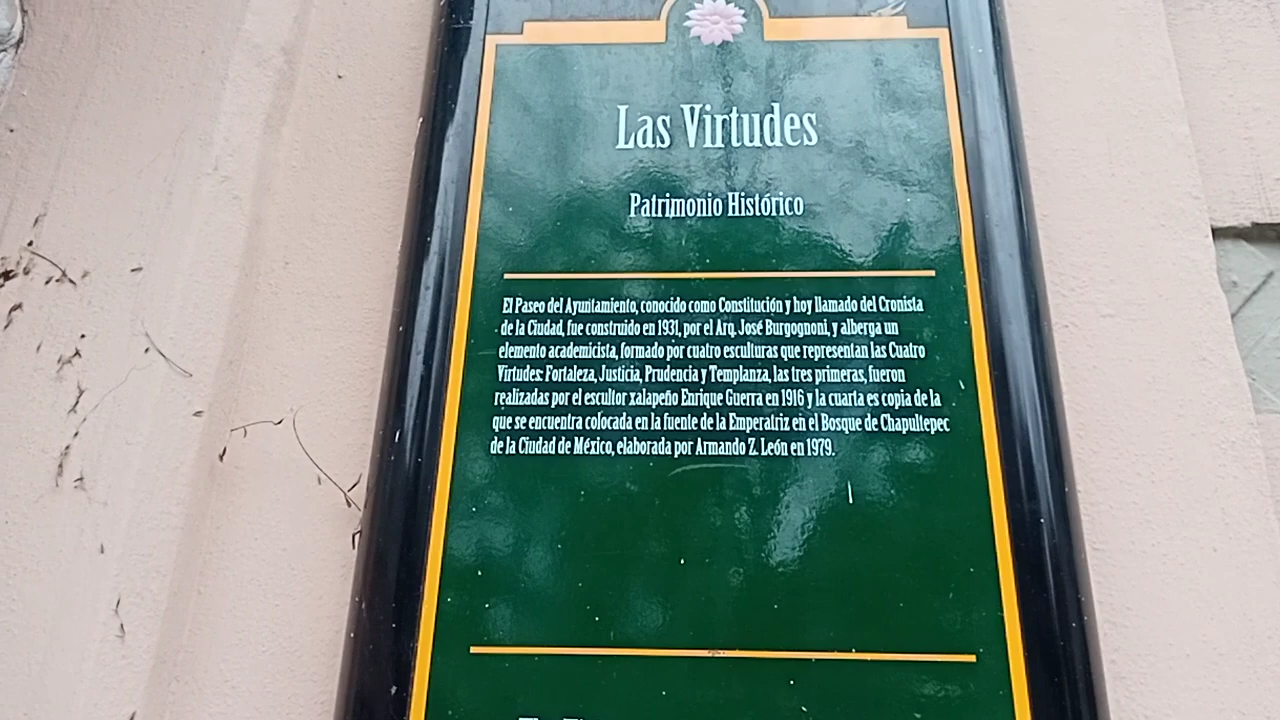 Las Virtudes
Patrimonio Histórico
El Paseo del Ayuntamiento, conocido como Constitución y hoy llamado del Cronista
de la Ciudad, fue construido en 1931, por el Arq. José Burgognoni, y alberga un
elemento academicista, formado por cuatro esculturas que representan las Cuatro
Virtudes: Fortaleza, Justicia, Prudencia y Templanza, las tres primeras, fueron
realizadas por el escultor xalapeño Enrique Guerra en 1916 y la cuarta es copia de la
que se encuentra colocada en la fuente de la Emperatriz en el Bosque de Chapultepec
de la Ciudad de México, elaborada por Armando Z. León en 1979.